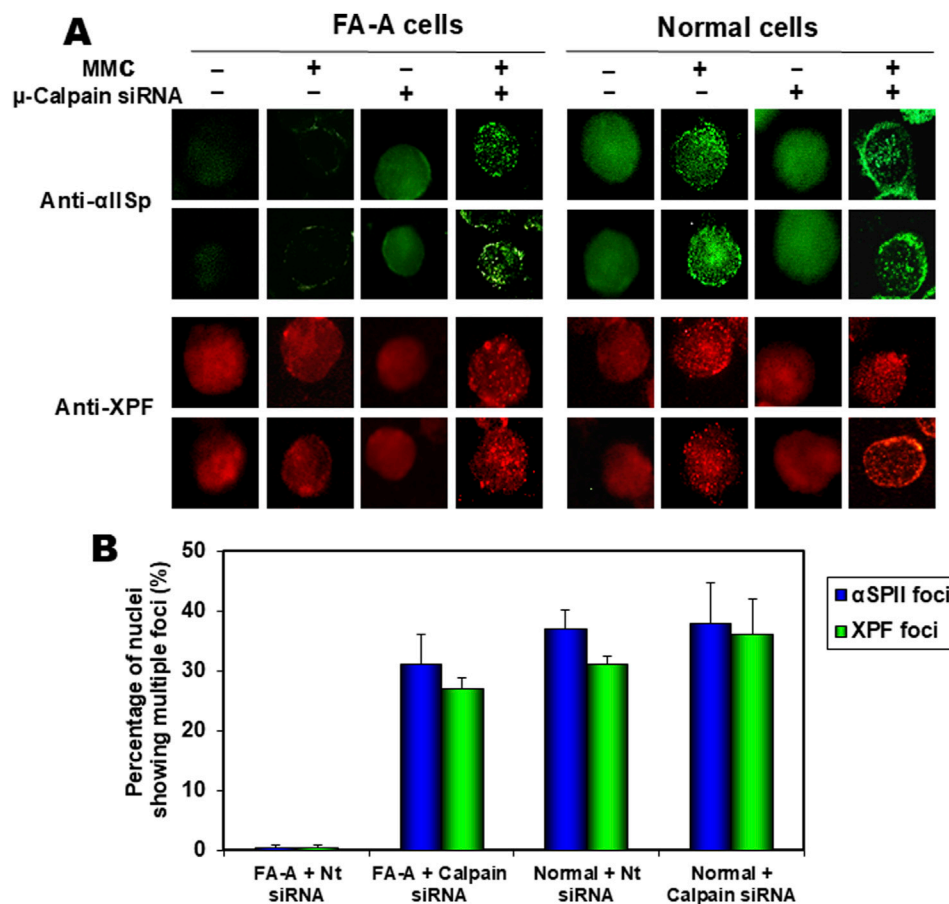 A
FA-A cells Normal cells
MMC − + − + − + − +
μ-Calpain siRNA − − + + − − + +
Anti-αIISp
Anti-XPF
B
Percentage of nuclei
showing multiple foci (%)
50
40
30
20
10
0
αSPII foci
XPF foci
FA-A + Nt
siRNA
FA-A + Calpain
siRNA
Normal + Nt
siRNA
Normal +
Calpain siRNA